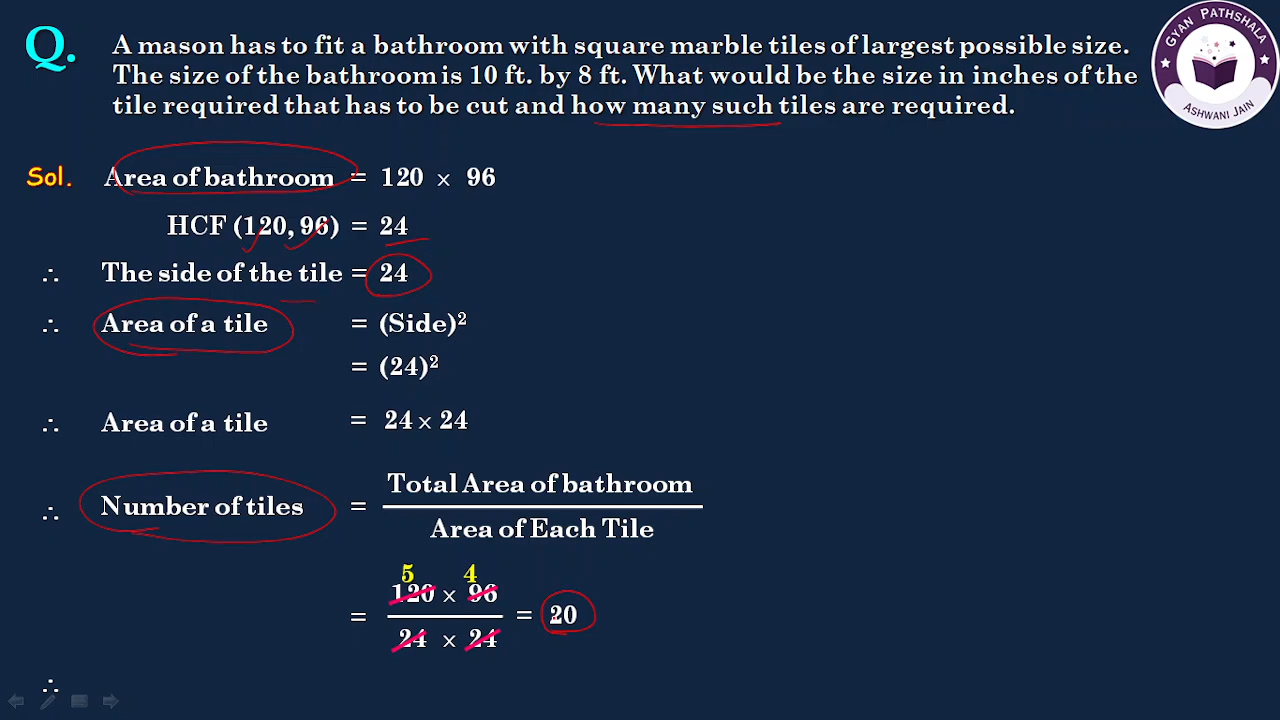 Q.
A mason has to fit a bathroom with square marble tiles of largest possible size.
The size of the bathroom is 10 ft. by 8 ft. What would be the size in inches of the
tile required that has to be cut and how many such tiles are required.
GYAN PATHSHALA
ASHWANI JAIN
Sol. Area of bathroom = 120 × 96
HCF (120, 96) = 24
∴ The side of the tile = 24
∴ Area of a tile = (Side)²
= (24)²
∴ Area of a tile = 24 × 24
∴ Number of tiles = Total Area of bathroom
Area of Each Tile
5 4
= 120 × 96 = 20
24 × 24
∴